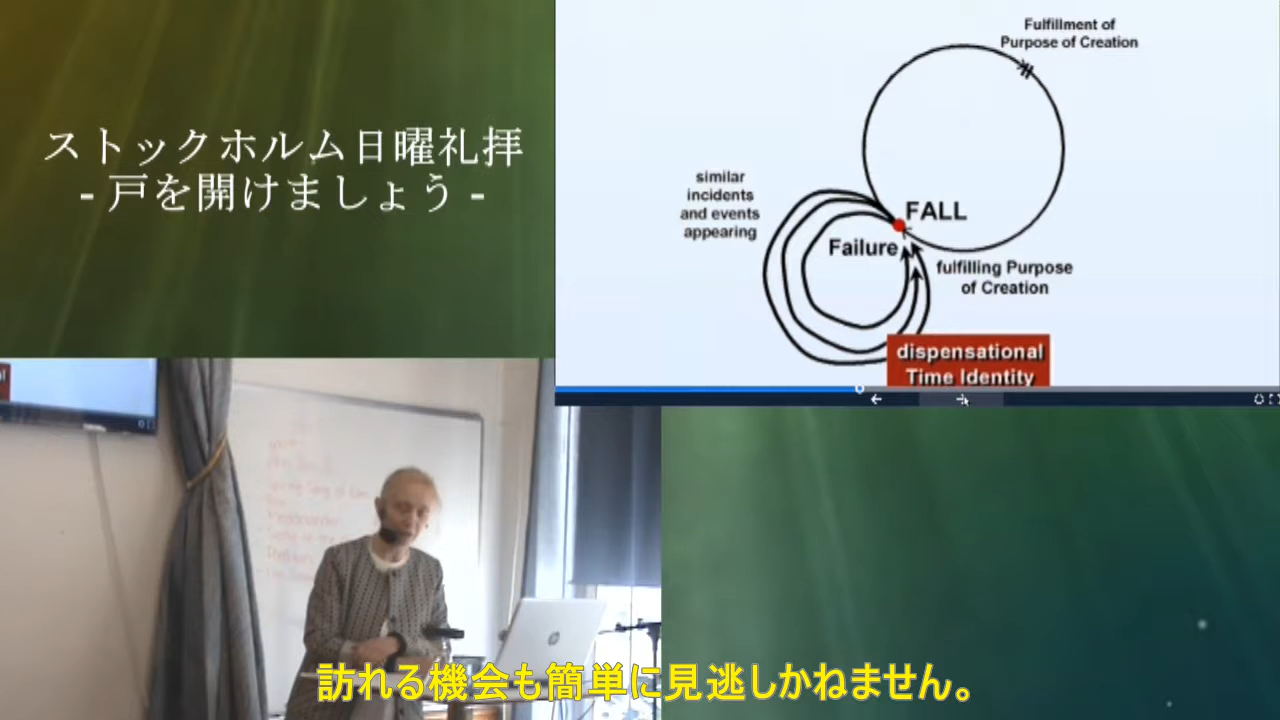 ストックホルム日曜礼拝
- 戸を開けましょう -
Fulfillment of
Purpose of Creation
similar
incidents
and events
appearing
FALL
Failure
fulfilling Purpose
of Creation
dispensational
Time Identity
訪れる機会も簡単に見逃しかねません。